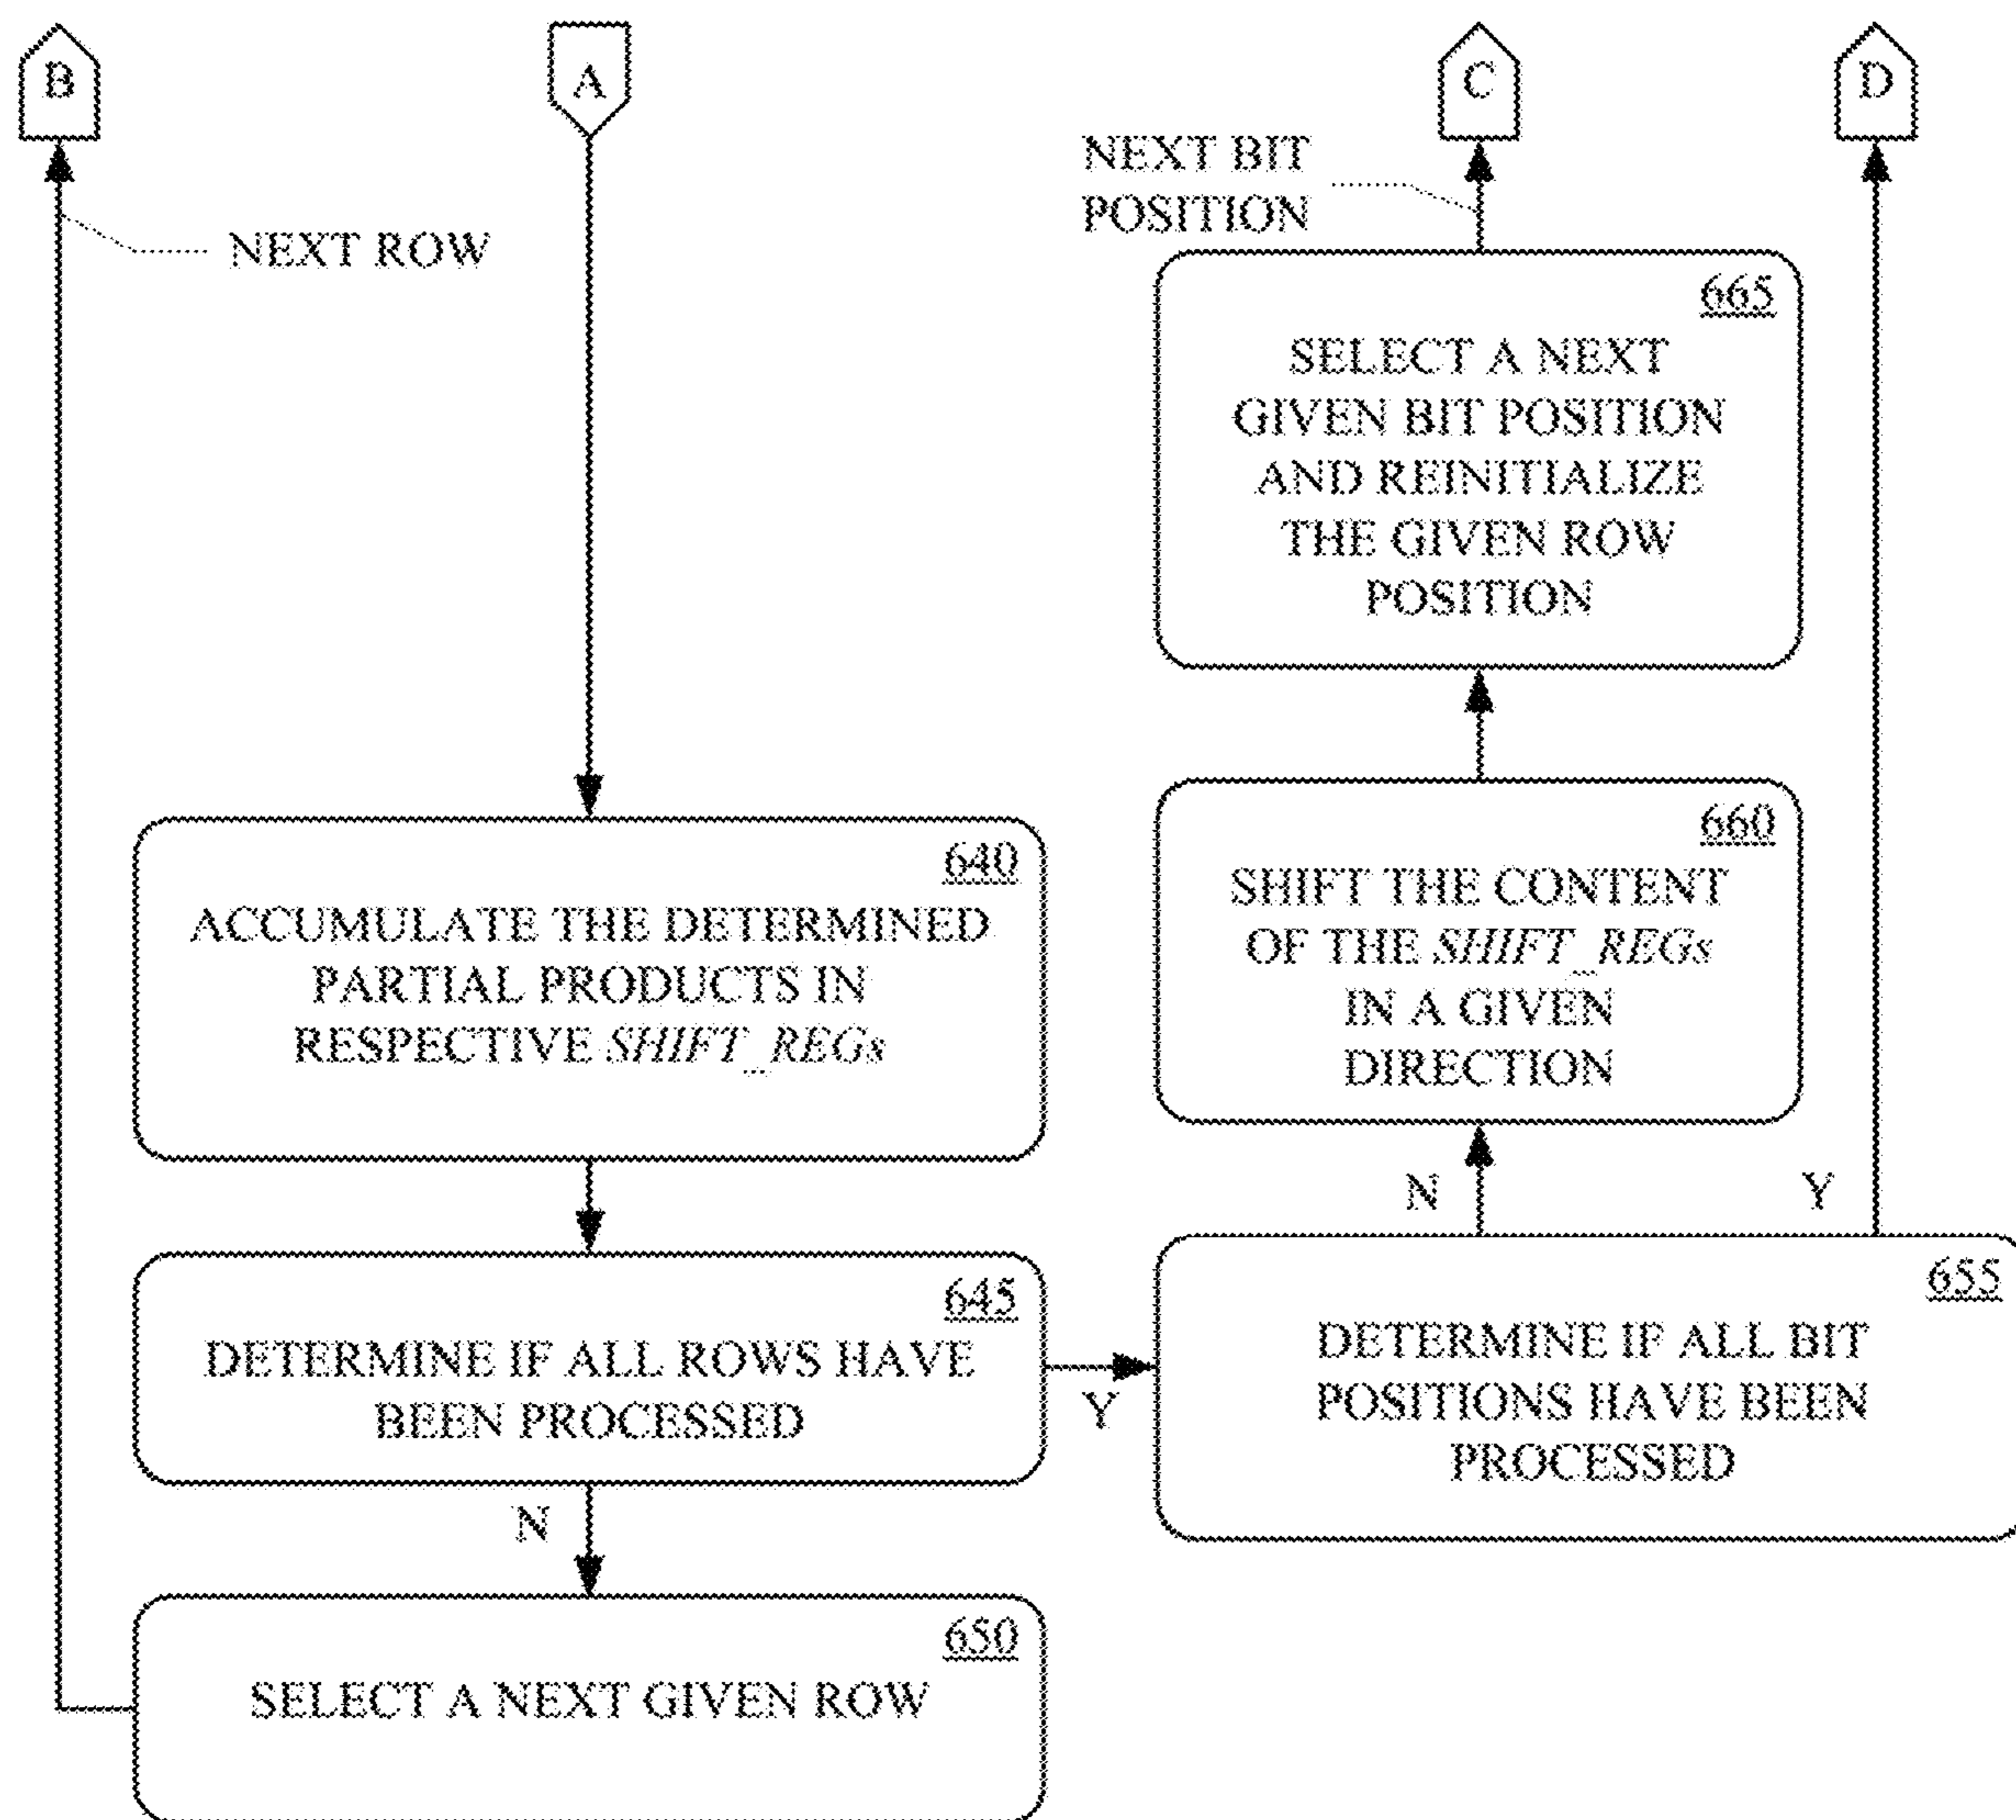 B
A
C
D
NEXT ROW
NEXT BIT
POSITION
665
SELECT A NEXT
GIVEN BIT POSITION
AND REINITIALIZE
THE GIVEN ROW
POSITION
640
ACCUMULATE THE DETERMINED
PARTIAL PRODUCTS IN
RESPECTIVE SHIFT_REGs
660
SHIFT THE CONTENT
OF THE SHIFT_REGs
IN A GIVEN
DIRECTION
N
Y
645
DETERMINE IF ALL ROWS HAVE
BEEN PROCESSED
Y
655
DETERMINE IF ALL BIT
POSITIONS HAVE BEEN
PROCESSED
N
650
SELECT A NEXT GIVEN ROW